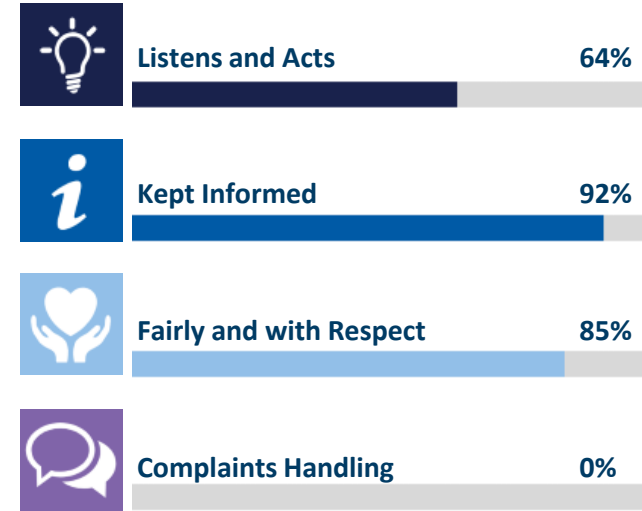 Listens and Acts 64%
Kept Informed 92%
Fairly and with Respect 85%
Complaints Handling 0%